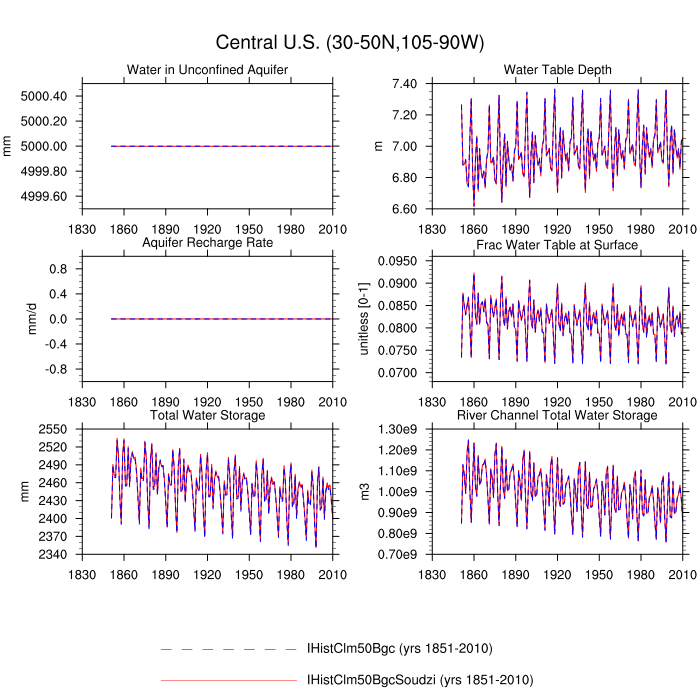 Central U.S. (30-50N,105-90W)
Water in Unconfined Aquifer
mm
5000.40
5000.20
5000.00
4999.80
4999.60
1830 1860 1890 1920 1950 1980 2010
Water Table Depth
m
7.40
7.20
7.00
6.80
6.60
1830 1860 1890 1920 1950 1980 2010
Aquifer Recharge Rate
mm/d
0.8
0.4
0.0
-0.4
-0.8
1830 1860 1890 1920 1950 1980 2010
Frac Water Table at Surface
unitless [0-1]
0.0950
0.0900
0.0850
0.0800
0.0750
0.0700
1830 1860 1890 1920 1950 1980 2010
Total Water Storage
mm
2550
2520
2490
2460
2430
2400
2370
2340
1830 1860 1890 1920 1950 1980 2010
River Channel Total Water Storage
m3
1.30e9
1.20e9
1.10e9
1.00e9
0.90e9
0.80e9
0.70e9
1830 1860 1890 1920 1950 1980 2010
IHistClm50Bgc (yrs 1851-2010)
IHistClm50BgcSoudzi (yrs 1851-2010)